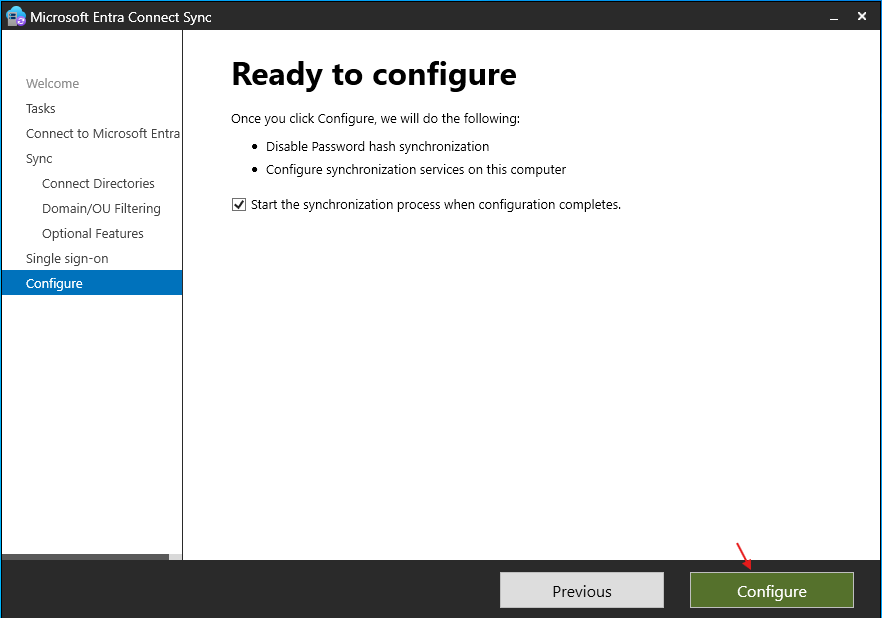 Microsoft Entra Connect Sync
Welcome
Tasks
Connect to Microsoft Entra
Sync
Connect Directories
Domain/OU Filtering
Optional Features
Single sign-on
Configure
Ready to configure
Once you click Configure, we will do the following:
Disable Password hash synchronization
Configure synchronization services on this computer
Start the synchronization process when configuration completes.
Previous
Configure